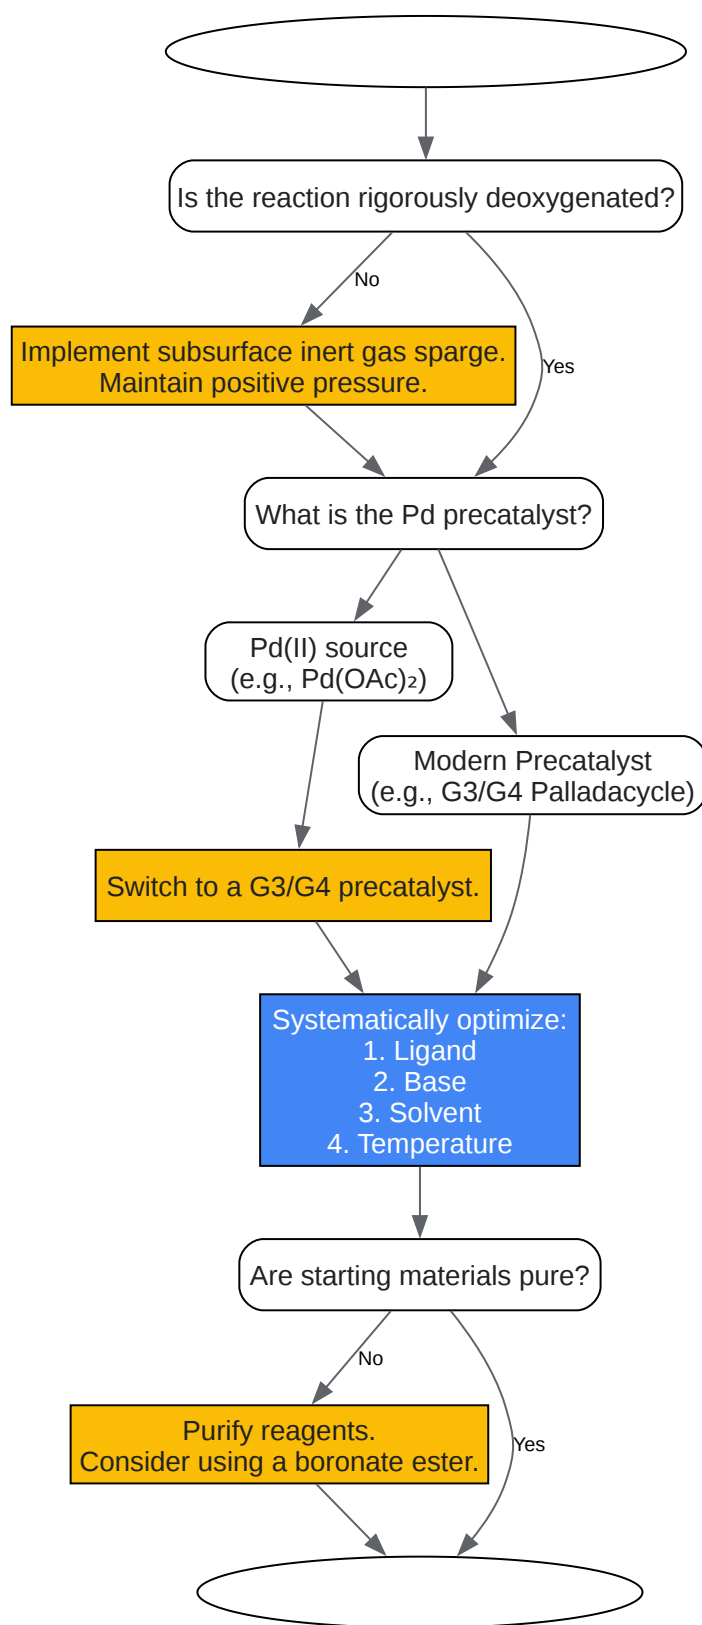 Is the reaction rigorously deoxygenated?
No
Implement subsurface inert gas sparge.
Maintain positive pressure.
Yes
What is the Pd precatalyst?
Pd(II) source
(e.g., Pd(OAc)₂)
Modern Precatalyst
(e.g., G3/G4 Palladacycle)
Switch to a G3/G4 precatalyst.
Systematically optimize:
1. Ligand
2. Base
3. Solvent
4. Temperature
Are starting materials pure?
No
Purify reagents.
Consider using a boronate ester.
Yes